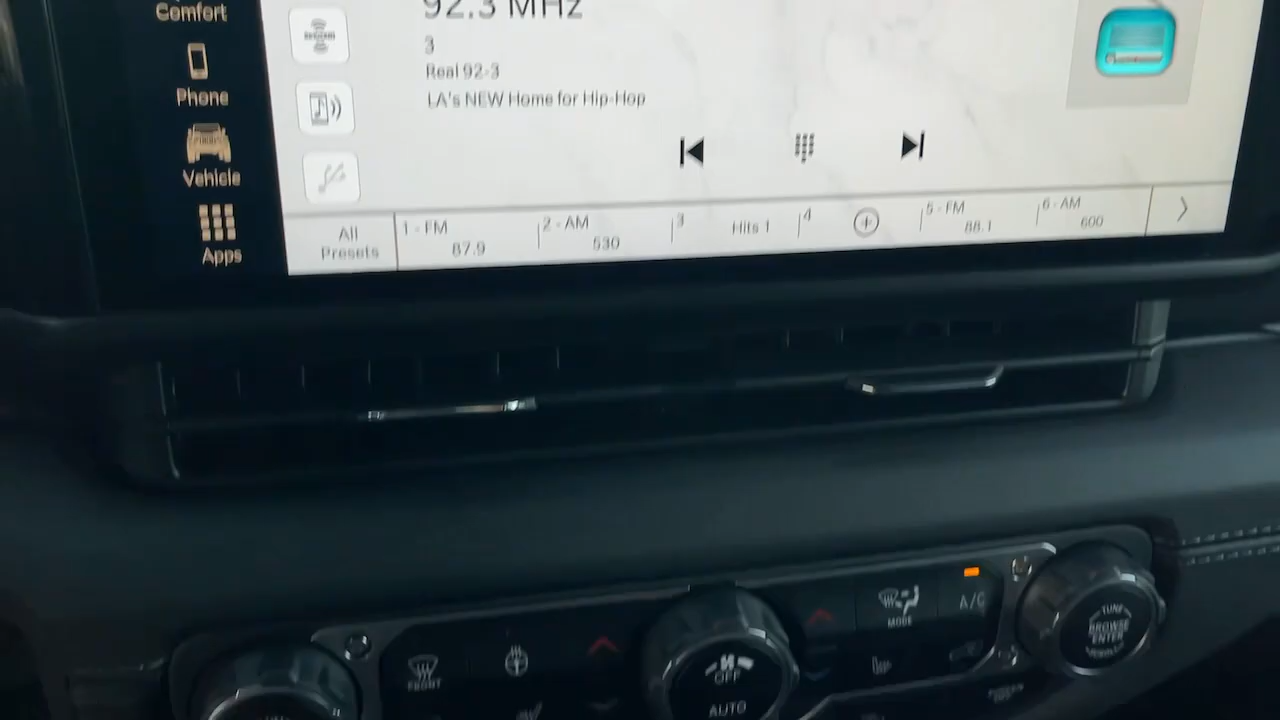 Comfort
92.3 MHz
3
Phone
Real 92-3
LA's NEW Home for Hip-Hop
Vehicle
Apps
All Presets
1 - FM 87.9
2 - AM 530
3 Hits 1
4
5 - FM 88.1
6 - AM 600
FRONT
MODE
A/C
TUNE
BROWSE
ENTER
OFF
AUTO